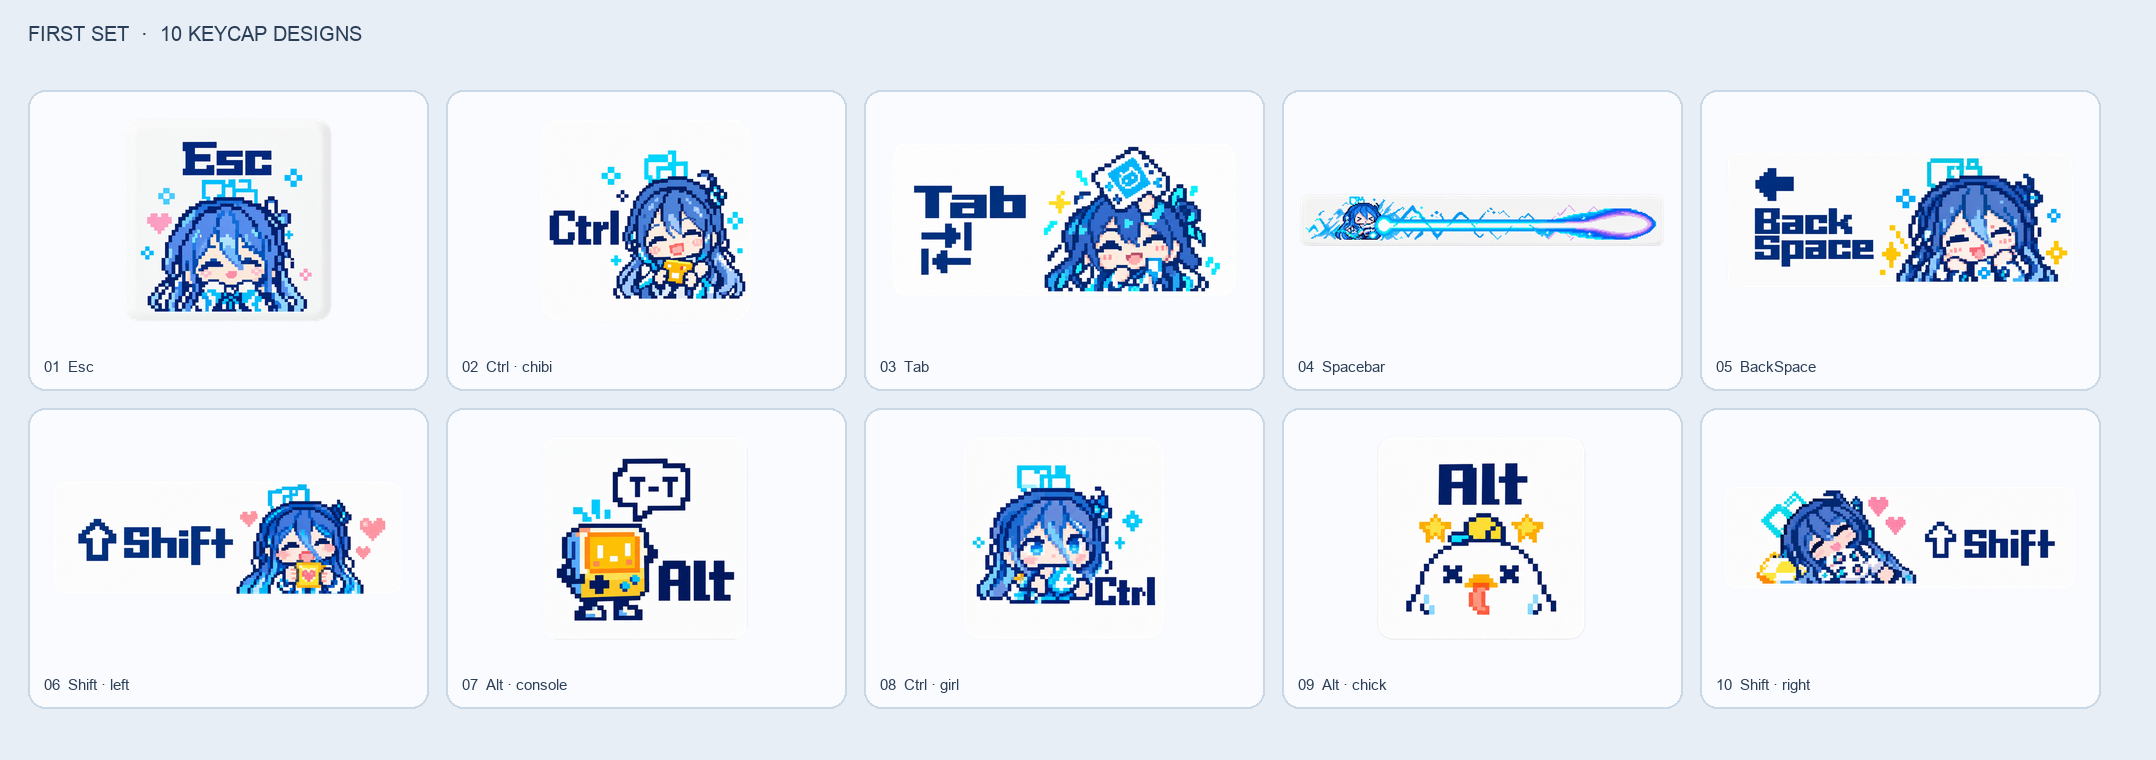 FIRST SET · 10 KEYCAP DESIGNS
Esc
01 Esc
Ctrl
02 Ctrl · chibi
Tab
03 Tab
04 Spacebar
Back
Space
05 BackSpace
Shift
06 Shift · left
T-T
Alt
07 Alt · console
Ctrl
08 Ctrl · girl
Alt
09 Alt · chick
Shift
10 Shift · right